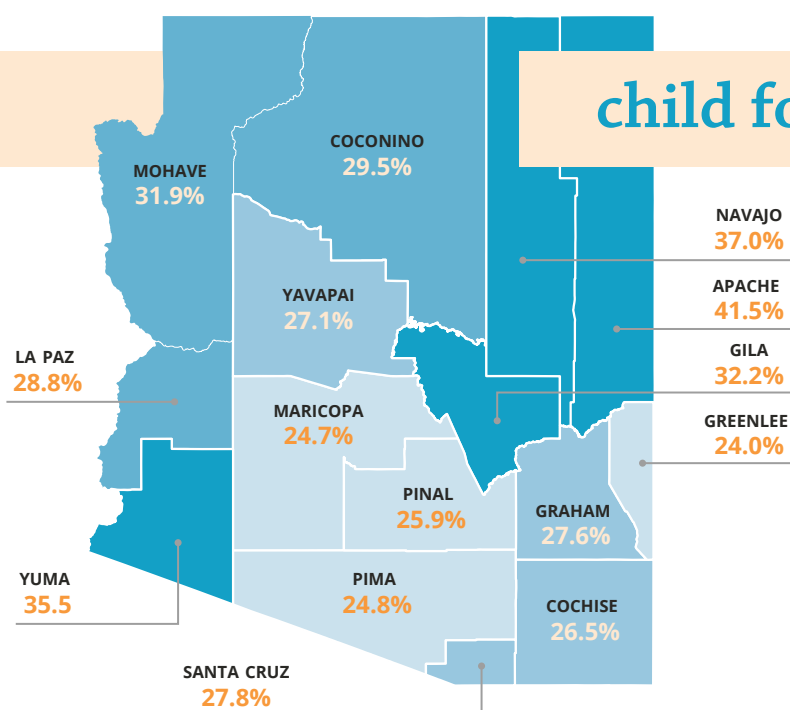 child fo
COCONINO
29.5%
MOHAVE
31.9%
NAVAJO
37.0%
APACHE
41.5%
YAVAPAI
27.1%
GILA
32.2%
LA PAZ
28.8%
MARICOPA
24.7%
GREENLEE
24.0%
PINAL
25.9%
GRAHAM
27.6%
YUMA
35.5
PIMA
24.8%
COCHISE
26.5%
SANTA CRUZ
27.8%